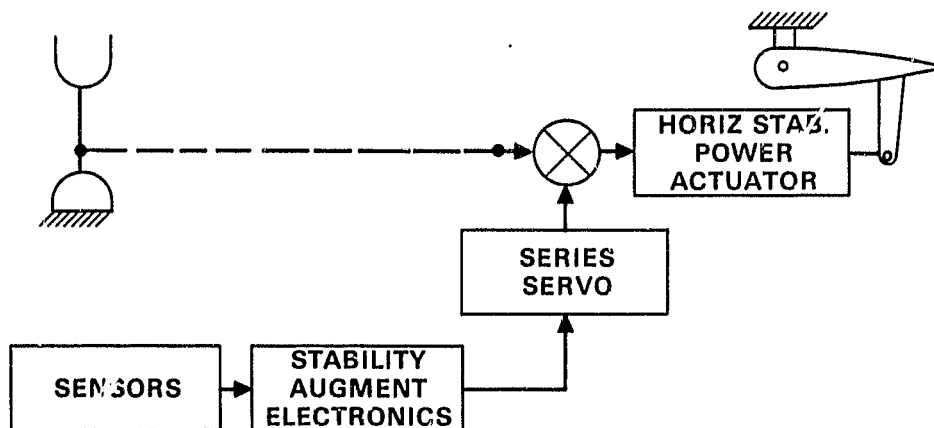 HORIZ STAB.
POWER
ACTUATOR
SERIES
SERVO
SENSORS
STABILITY
AUGMENT
ELECTRONICS